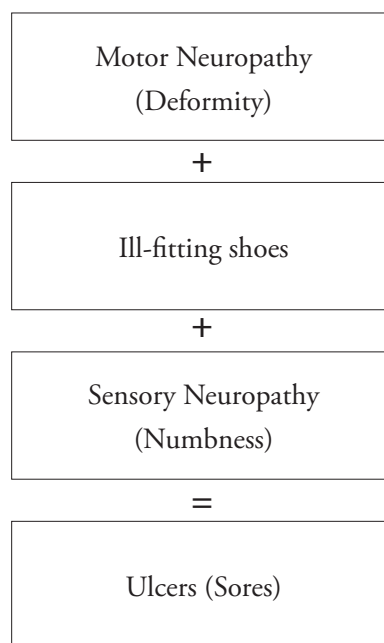 Motor Neuropathy
(Deformity)
+
Ill-fitting shoes
+
Sensory Neuropathy
(Numbness)
=
Ulcers (Sores)